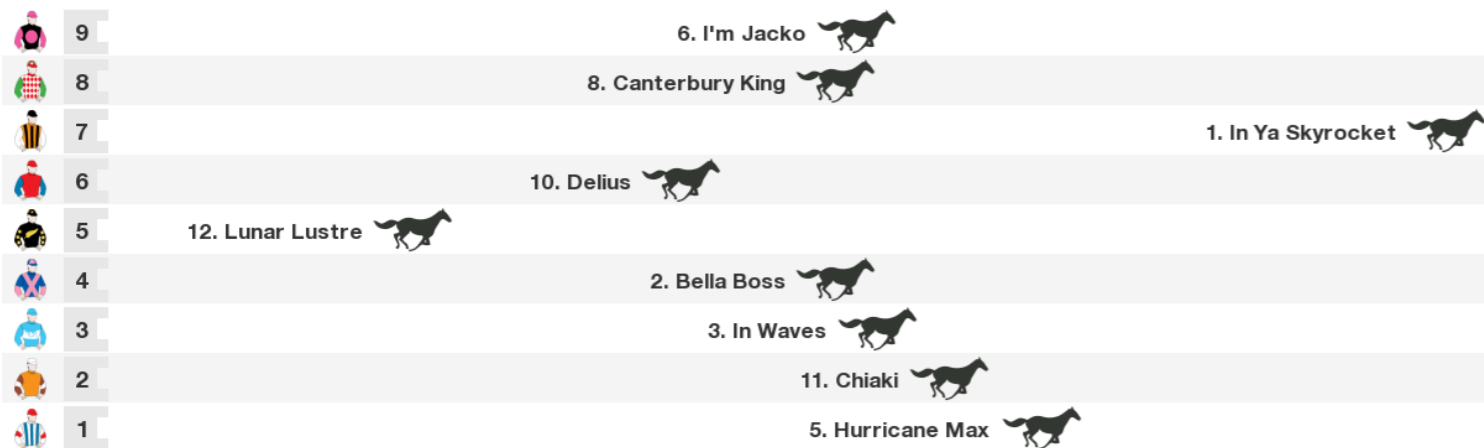 9 6. I'm Jacko
8 8. Canterbury King
7 1. In Ya Skyrocket
6 10. Delius
5 12. Lunar Lustre
4 2. Bella Boss
3 3. In Waves
2 11. Chiaki
1 5. Hurricane Max